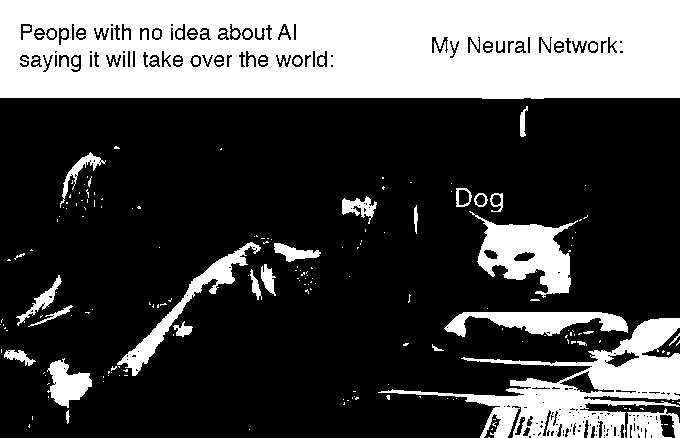 People with no idea about AI
saying it will take over the world:
My Neural Network:
Dog